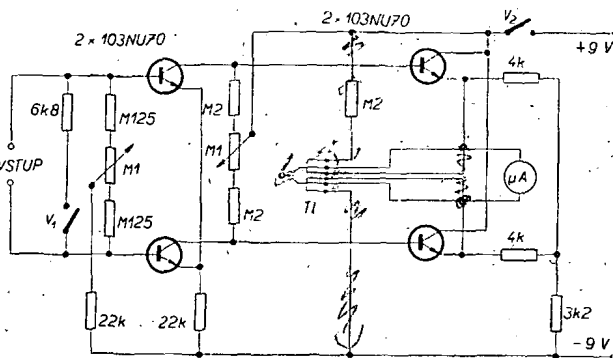 2 × 103NU70
2 × 103NU70
V₂
+9 V
4k
6k8
M125
M2
M2
VSTUP
M1
M1
μA
V₁
M125
M2
Tl
4k
22k
22k
3k2
-9 V